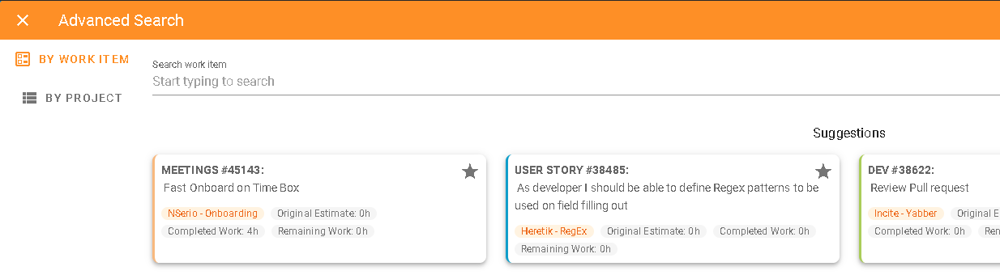 Advanced Search
BY WORK ITEM
BY PROJECT
Search work item
Start typing to search
Suggestions
MEETINGS #45143:
Fast Onboard on Time Box
NSerio - Onboarding Original Estimate: 0h
Completed Work: 4h Remaining Work: 0h
USER STORY #38485:
As developer I should be able to define Regex patterns to be
used on field filling out
Heretik - RegEx Original Estimate: 0h Completed Work: 0h
Remaining Work: 0h
DEV #38622:
Review Pull request
Incite - Yabber Original E
Completed Work: 0h Ren